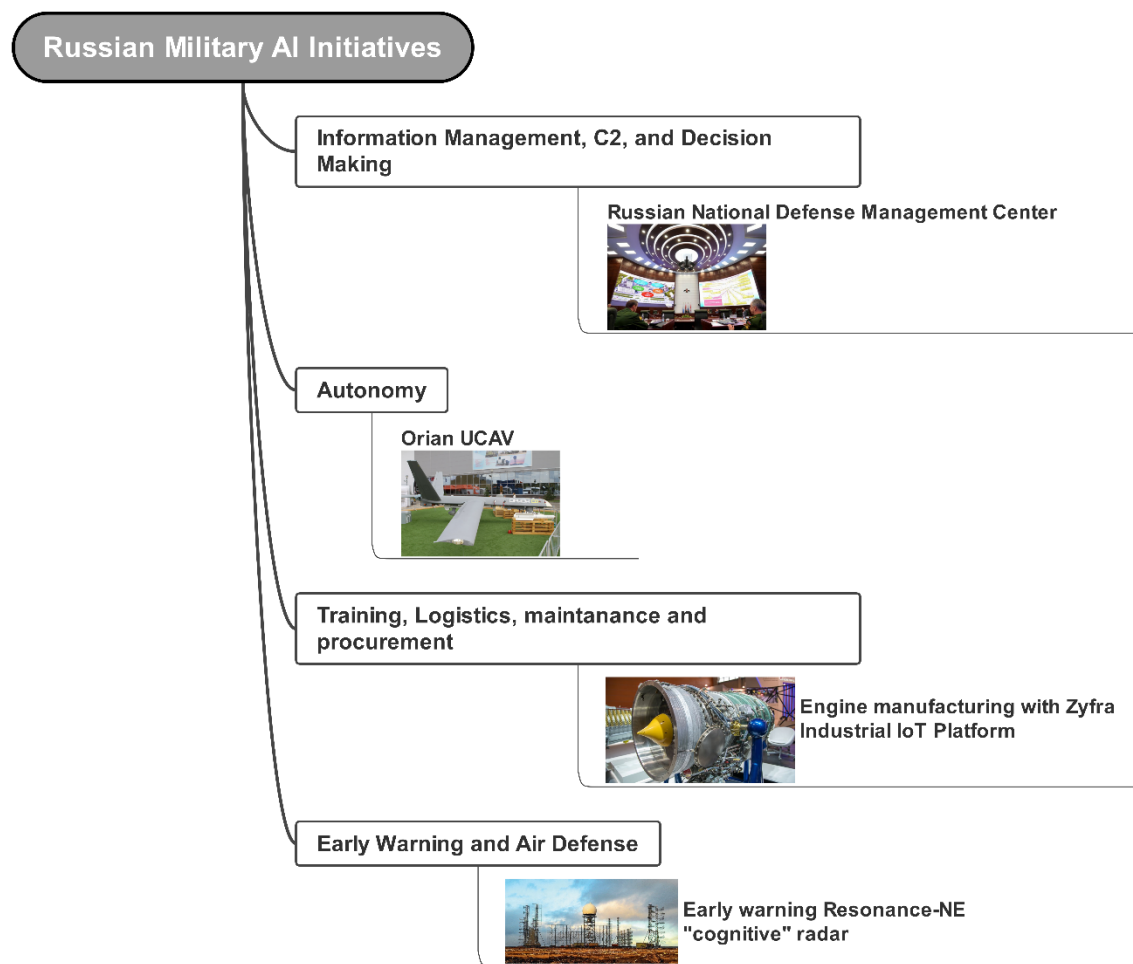 Russian Military AI Initiatives
Information Management, C2, and Decision
Making
Russian National Defense Management Center
Autonomy
Orian UCAV
Training, Logistics, maintanance and
procurement
Engine manufacturing with Zyfra
Industrial IoT Platform
Early Warning and Air Defense
Early warning Resonance-NE
"cognitive" radar